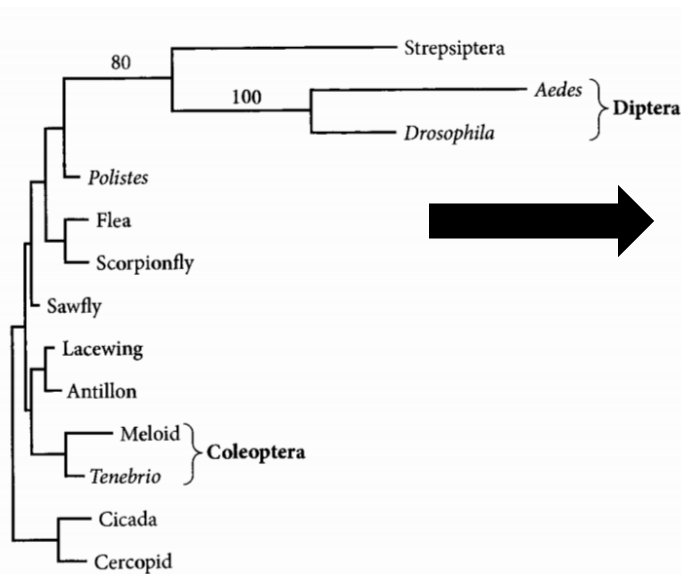 80
Strepsiptera
100
Aedes
Diptera
Drosophila
Polistes
Flea
Scorpionfly
Sawfly
Lacewing
Antillon
Meloid
Coleoptera
Tenebrio
Cicada
Cercopid